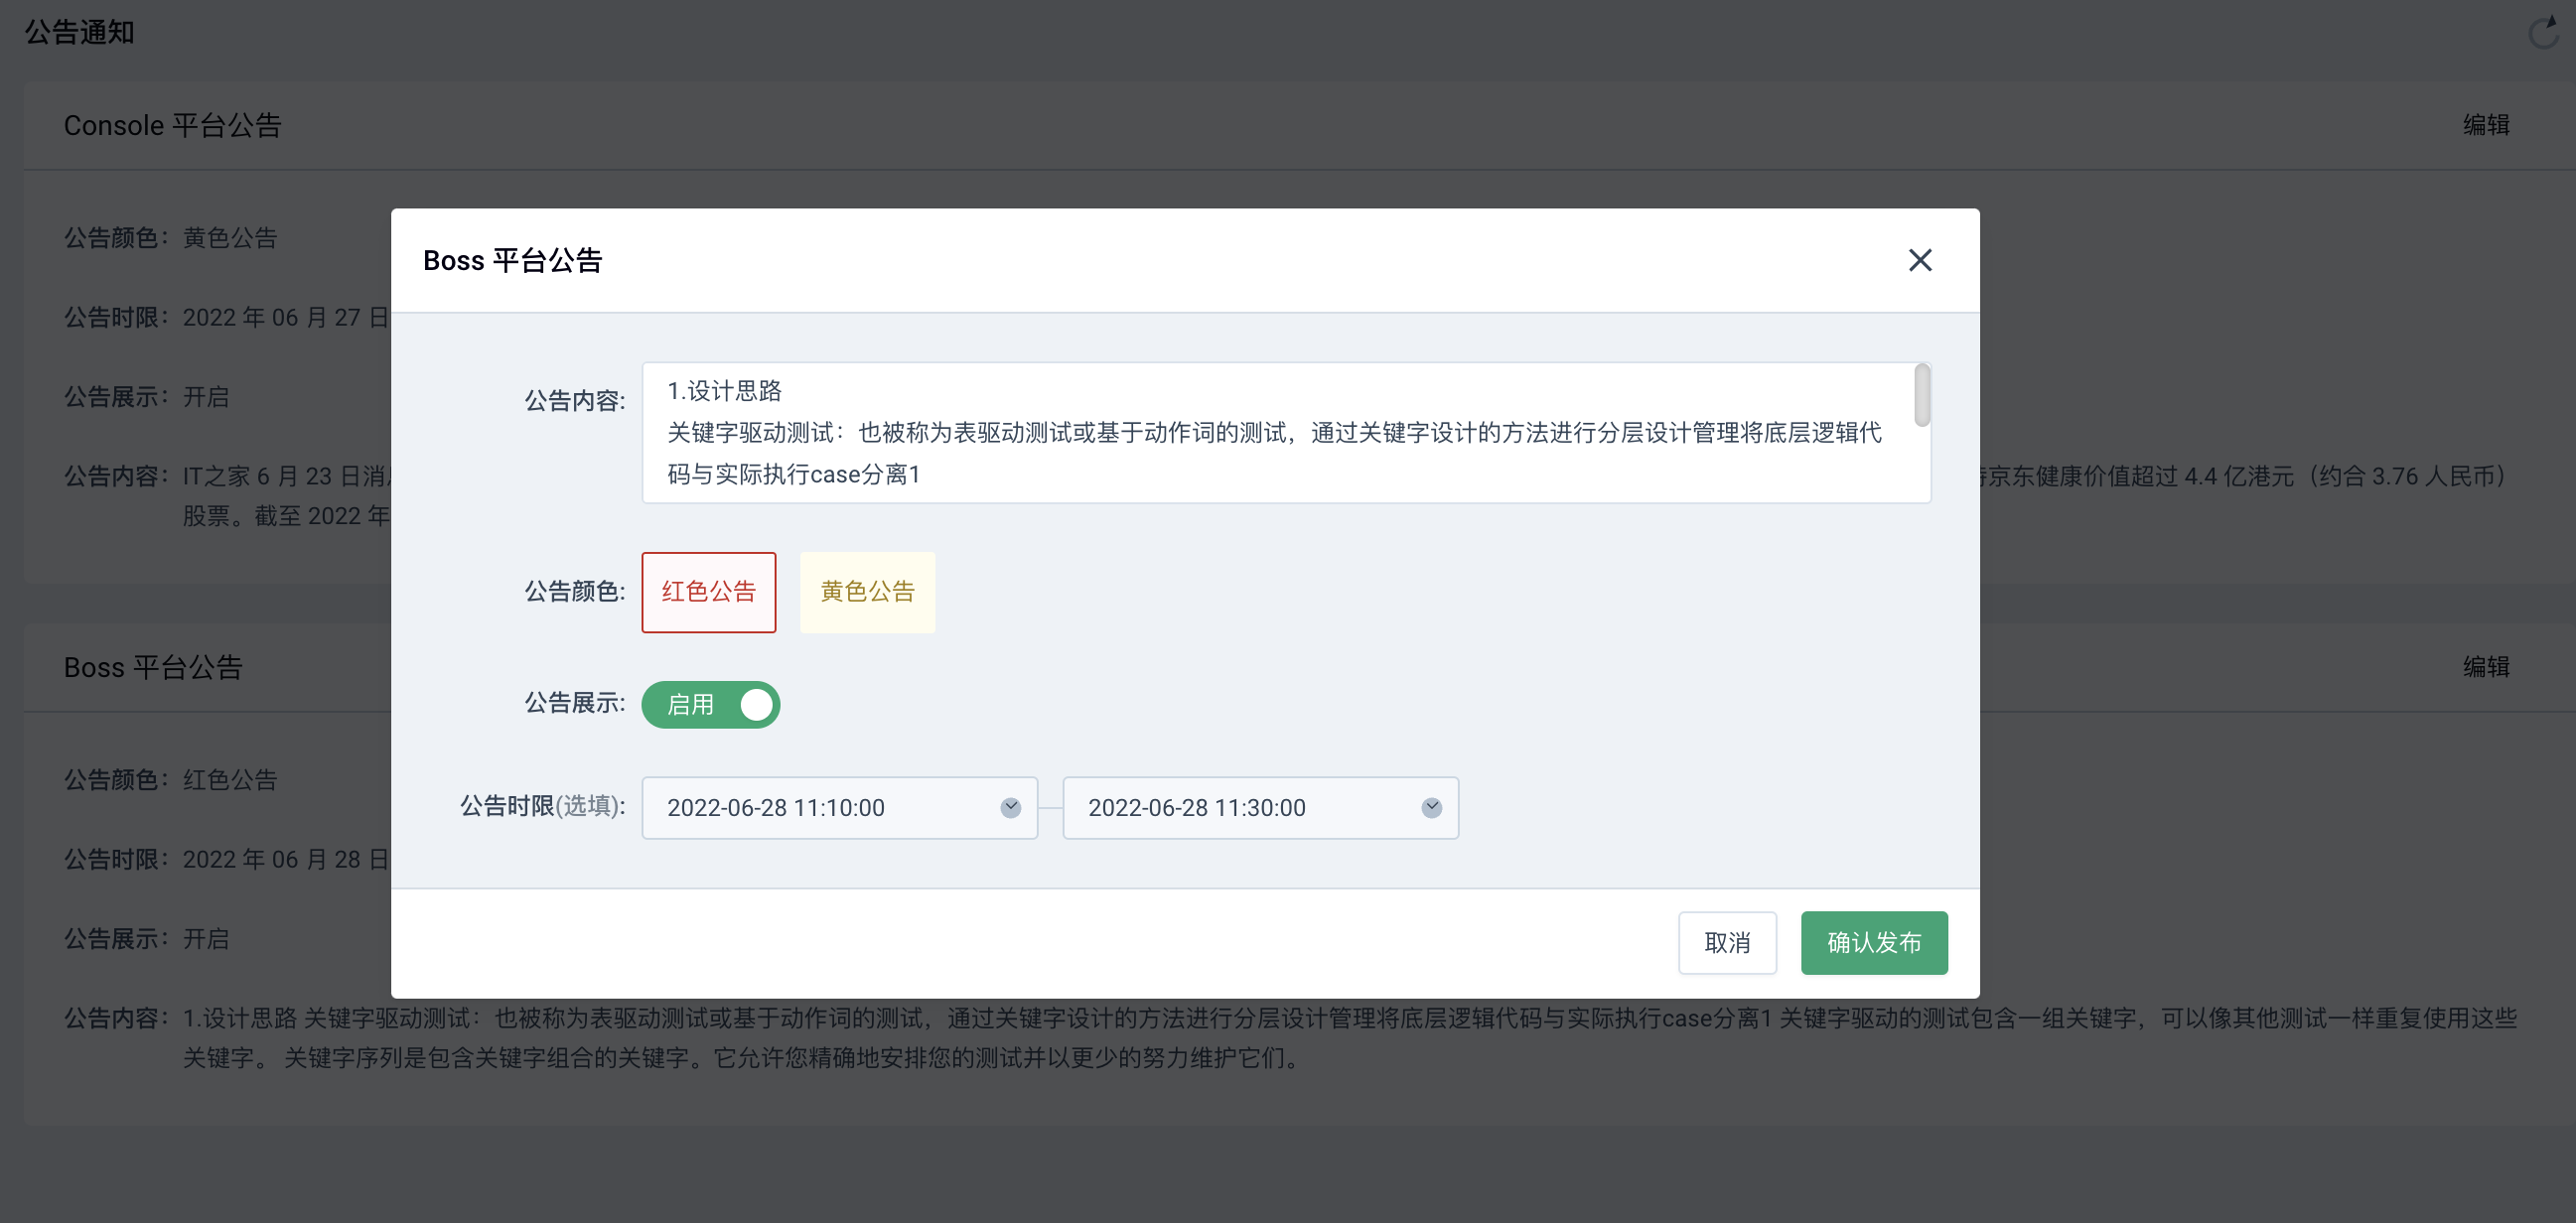 公告通知
Console 平台公告
编辑
公告颜色：黄色公告
公告时限：2022 年 06 月 27 日
公告展示：开启
公告内容：IT之家 6 月 23 日消
京东健康价值超过 4.4 亿港元（约合 3.76 人民币）
股票。截至 2022 年
Boss 平台公告
公告内容:
1.设计思路
关键字驱动测试：也被称为表驱动测试或基于动作词的测试，通过关键字设计的方法进行分层设计管理将底层逻辑代
码与实际执行case分离1
公告颜色:
红色公告
黄色公告
公告展示:
启用
公告时限(选填):
2022-06-28 11:10:00
2022-06-28 11:30:00
取消
确认发布
Boss 平台公告
编辑
公告颜色：红色公告
公告时限：2022 年 06 月 28 日
公告展示：开启
公告内容：1.设计思路 关键字驱动测试：也被称为表驱动测试或基于动作词的测试，通过关键字设计的方法进行分层设计管理将底层逻辑代码与实际执行case分离1 关键字驱动的测试包含一组关键字，可以像其他测试一样重复使用这些
关键字。 关键字序列是包含关键字组合的关键字。它允许您精确地安排您的测试并以更少的努力维护它们。